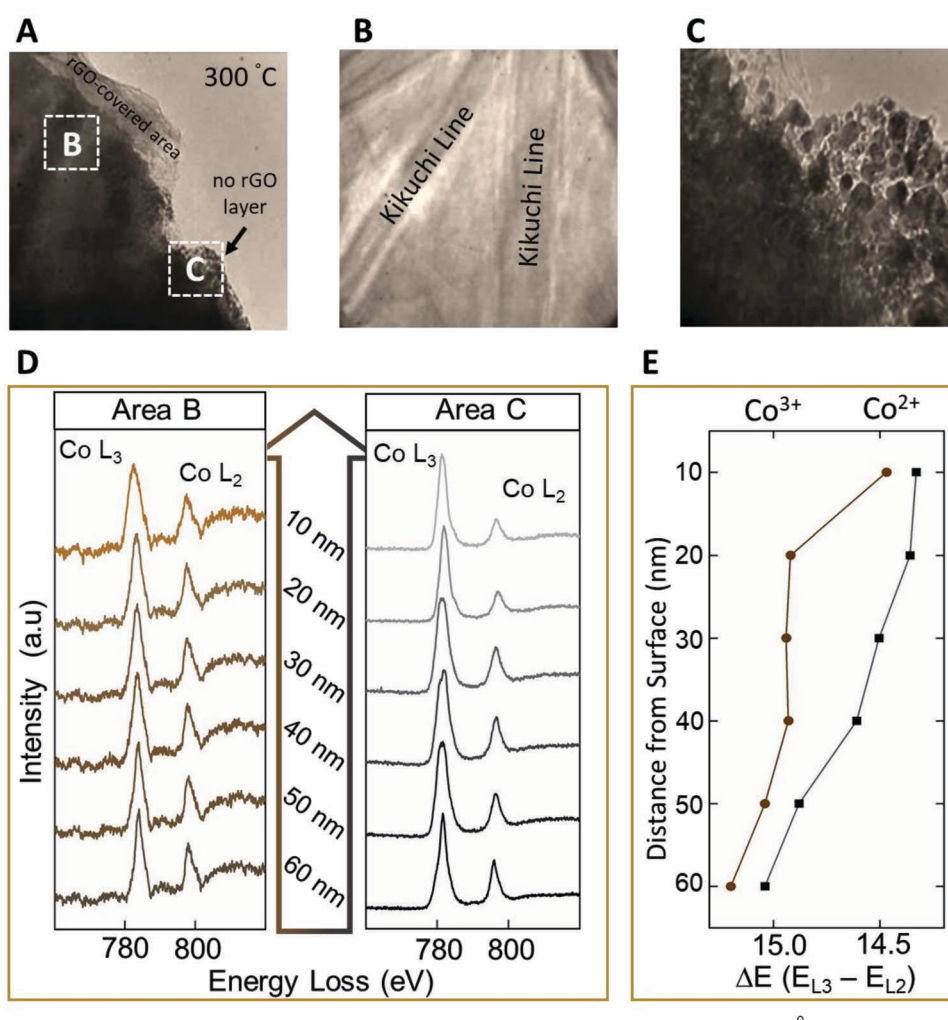 A
B
C
rGO-covered area
300 °C
B
no rGO
layer
C
Kikuchi Line
Kikuchi Line
D
E
Area B
Area C
Co L3
Co L2
Co L3
Co L2
10 nm
20 nm
30 nm
40 nm
50 nm
60 nm
Intensity (a.u)
780
800
780
800
Energy Loss (eV)
Co3+
Co2+
10
20
30
40
50
60
Distance from Surface (nm)
15.0
14.5
ΔE (EL3 – EL2)